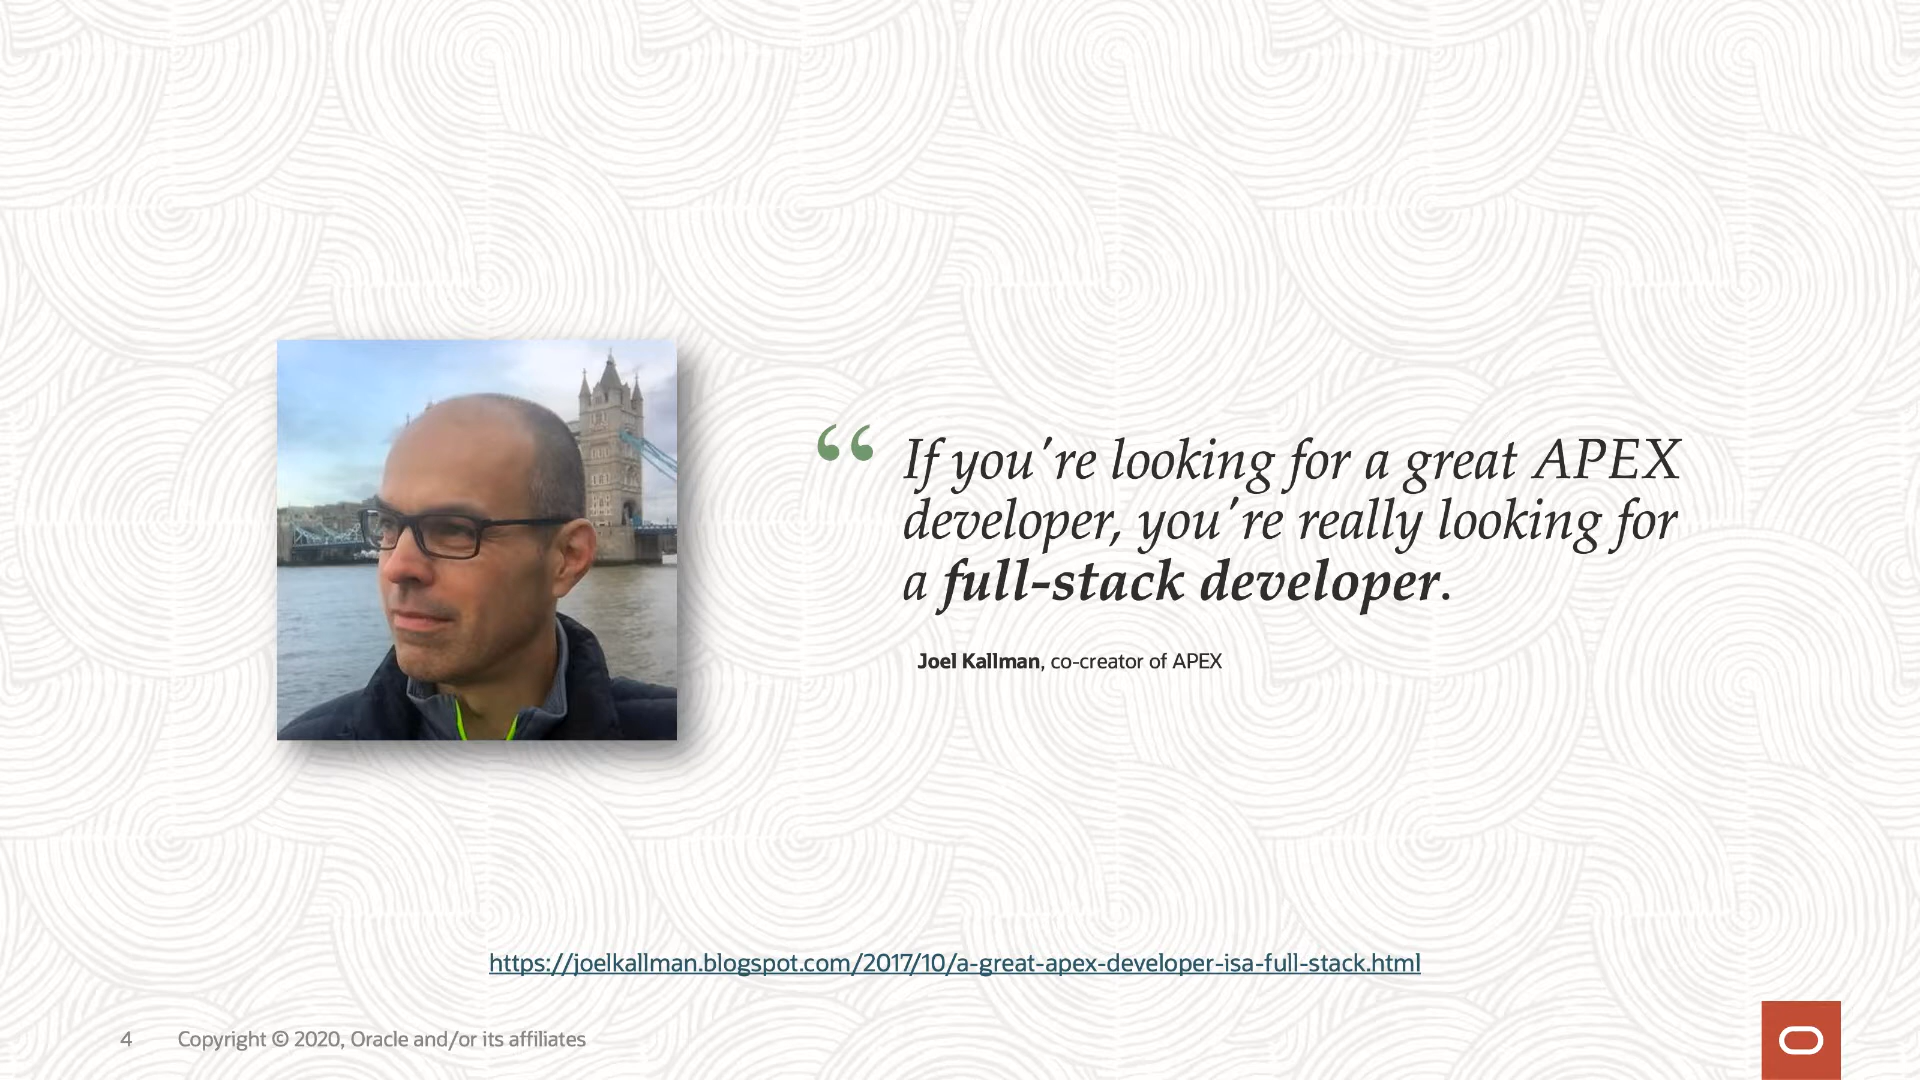 “ If you’re looking for a great APEX
developer, you’re really looking for
a full-stack developer.
Joel Kallman, co-creator of APEX
https://joelkallman.blogspot.com/2017/10/a-great-apex-developer-isa-full-stack.html
4 Copyright © 2020, Oracle and/or its affiliates